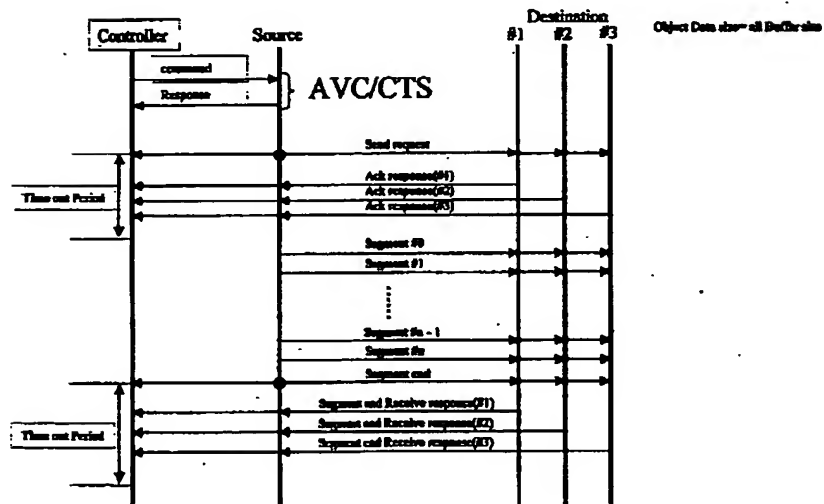 Destination
Controller
Source
#1
#2
#3
Object Data size= all Buffer size
command
Response
AVC/CTS
Send request
Ack response(#1)
Ack response(#2)
Ack response(#3)
Time out Period
Segment #0
Segment #1
Segment #n - 1
Segment #n
Segment end
Segment end Receive response(#1)
Segment end Receive response(#2)
Segment end Receive response(#3)
Time out Period